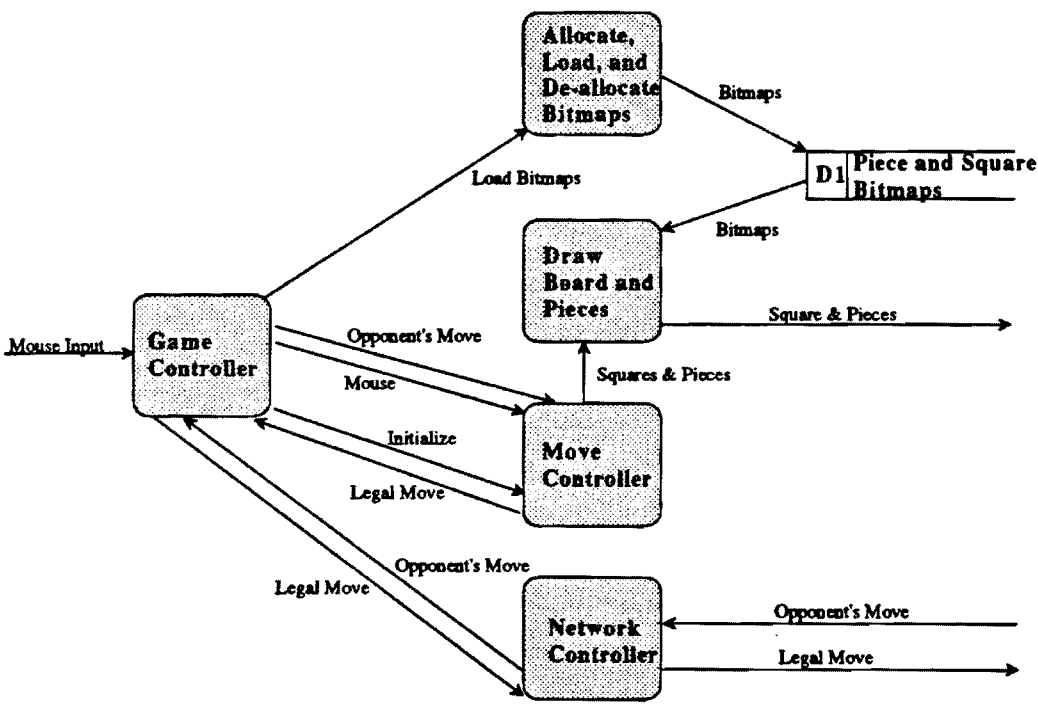 Allocate,
Load, and
De-allocate
Bitmaps
Bitmaps
D1
Piece and Square
Bitmaps
Load Bitmaps
Bitmaps
Draw
Board and
Pieces
Square & Pieces
Mouse Input
Game
Controller
Opponent's Move
Mouse
Squares & Pieces
Initialize
Legal Move
Move
Controller
Opponent's Move
Legal Move
Network
Controller
Opponent's Move
Legal Move